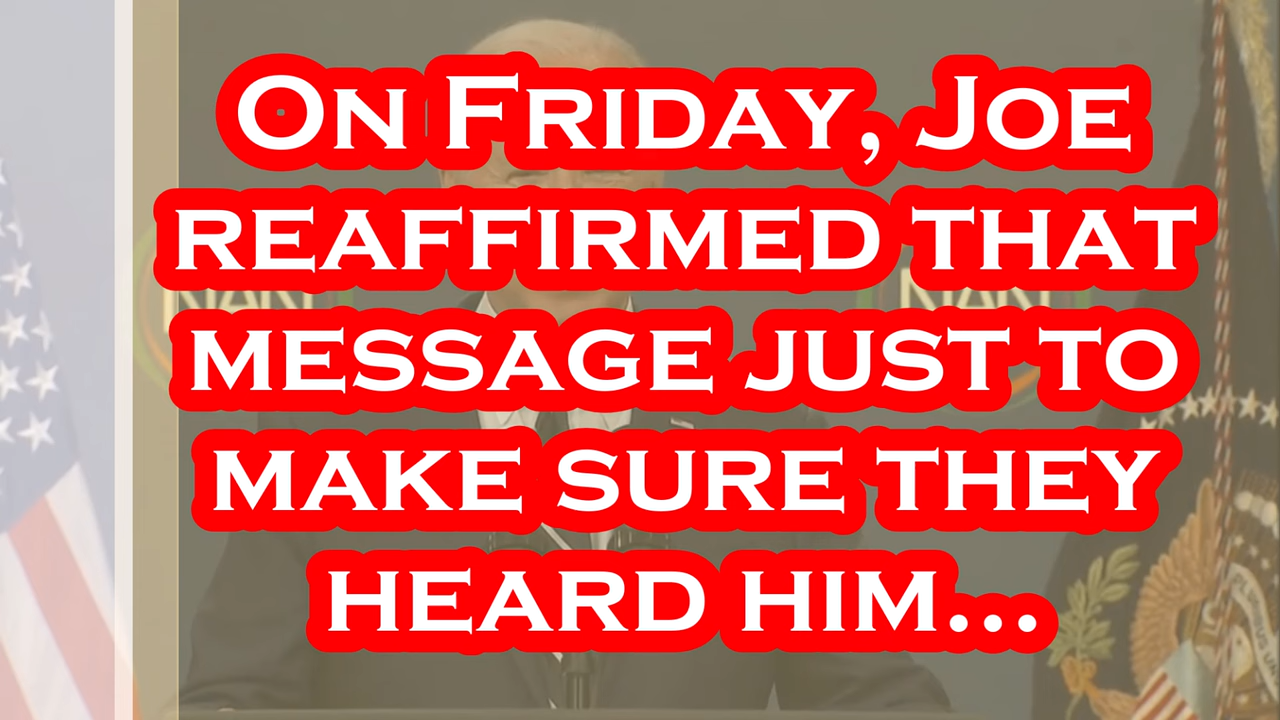 On Friday, Joe
reaffirmed that
message just to
make sure they
heard him...